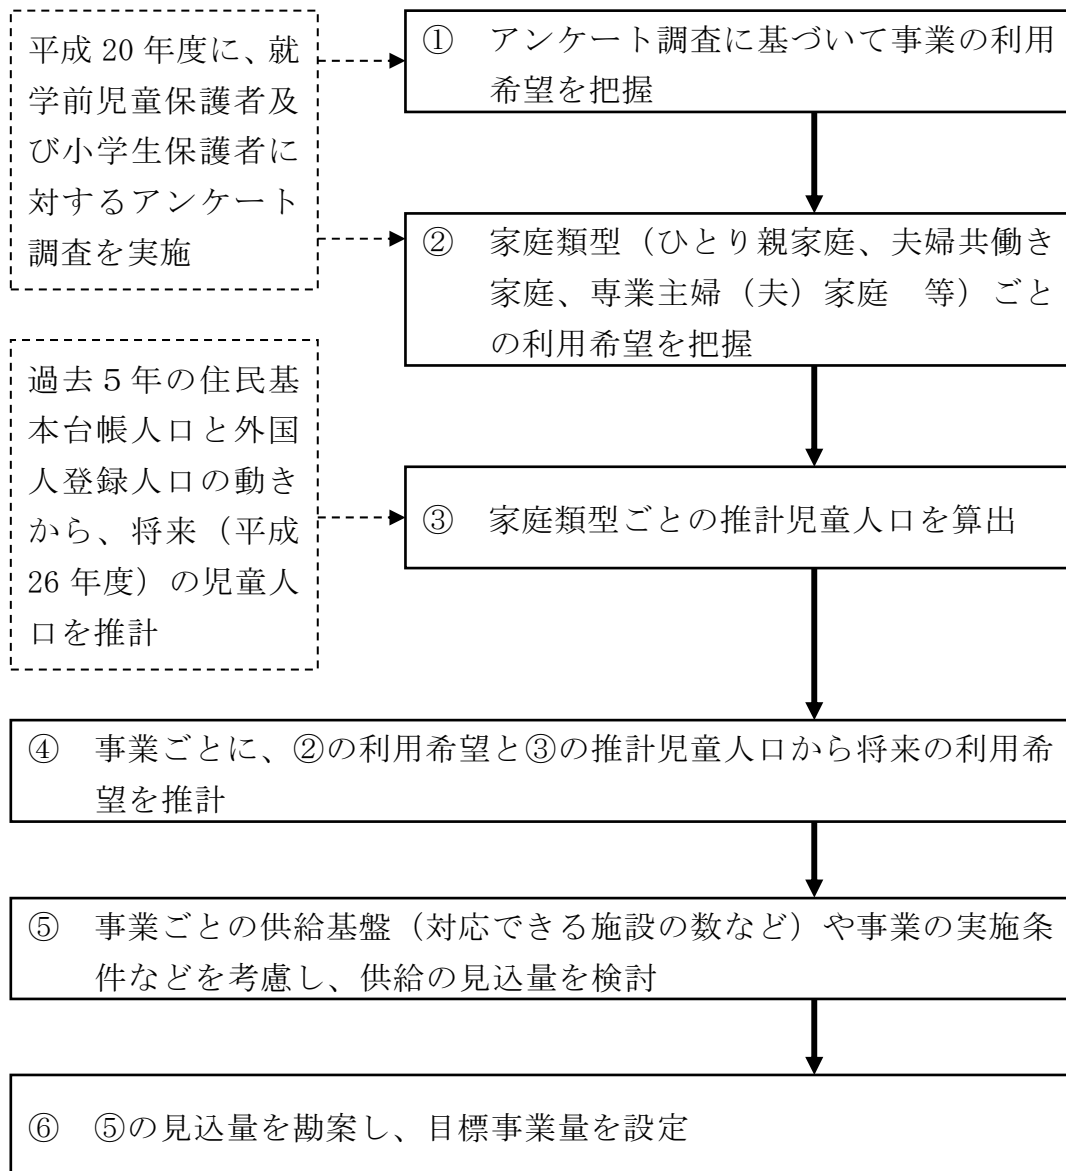 平成 20 年度に、就
学前児童保護者及
び小学生保護者に
対するアンケート
調査を実施
① アンケート調査に基づいて事業の利用
希望を把握
② 家庭類型（ひとり親家庭、夫婦共働き
家庭、専業主婦（夫）家庭　等）ごと
の利用希望を把握
過去５年の住民基
本台帳人口と外国
人登録人口の動き
から、将来（平成
26 年度）の児童人
口を推計
③ 家庭類型ごとの推計児童人口を算出
④ 事業ごとに、②の利用希望と③の推計児童人口から将来の利用希
望を推計
⑤ 事業ごとの供給基盤（対応できる施設の数など）や事業の実施条
件などを考慮し、供給の見込量を検討
⑥ ⑤の見込量を勘案し、目標事業量を設定